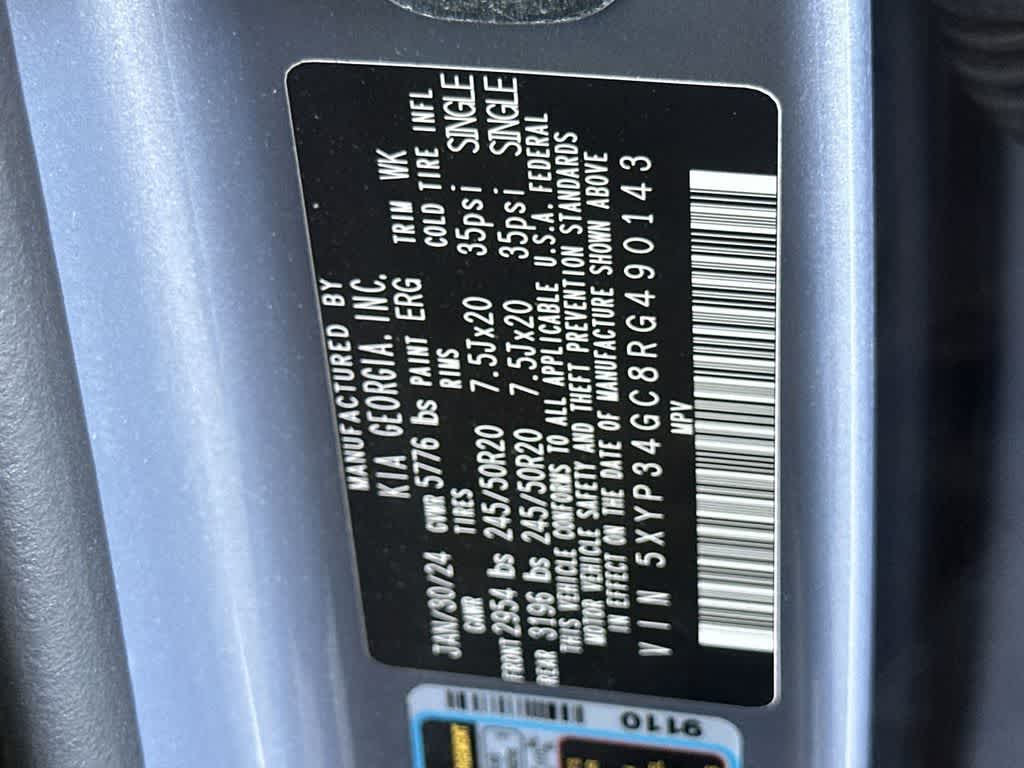 MANUFACTURED BY
KIA GEORGIA. INC.
JAN/30/24 GVWR 5776 lbs PAINT ERG TRIM WK
GAWR TIRES RIMS COLD TIRE INFL
FRONT 2954 lbs 245/50R20 7.5Jx20 35psi SINGLE
REAR 3196 lbs 245/50R20 7.5Jx20 35psi SINGLE
THIS VEHICLE CONFORMS TO ALL APPLICABLE U.S.A. FEDERAL
MOTOR VEHICLE SAFETY AND THEFT PREVENTION STANDARDS
IN EFFECT ON THE DATE OF MANUFACTURE SHOWN ABOVE
VIN 5XYP34GC8RG490143
MPV
9110